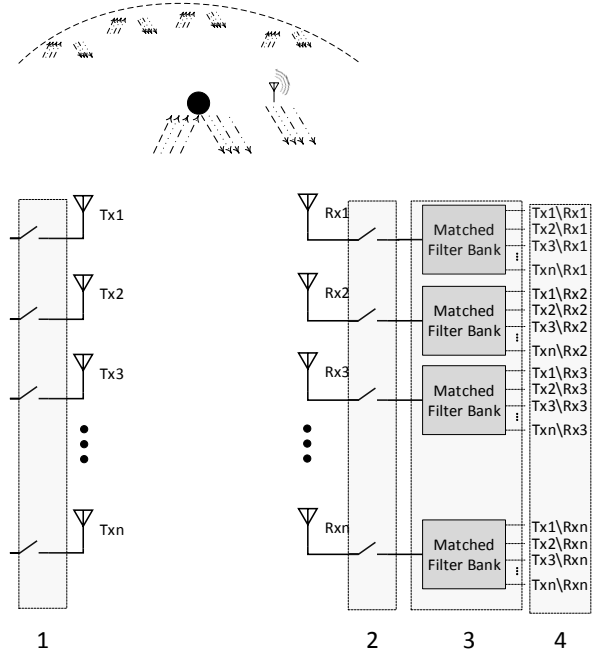 Tx1
Rx1
Matched
Filter Bank
Tx1\Rx1
Tx2\Rx1
Tx3\Rx1
Txn\Rx1
Tx2
Rx2
Matched
Filter Bank
Tx1\Rx2
Tx2\Rx2
Tx3\Rx2
Txn\Rx2
Tx3
Rx3
Matched
Filter Bank
Tx1\Rx3
Tx2\Rx3
Tx3\Rx3
Txn\Rx3
Txn
Rxn
Matched
Filter Bank
Tx1\Rxn
Tx2\Rxn
Tx3\Rxn
Txn\Rxn
1 2 3 4